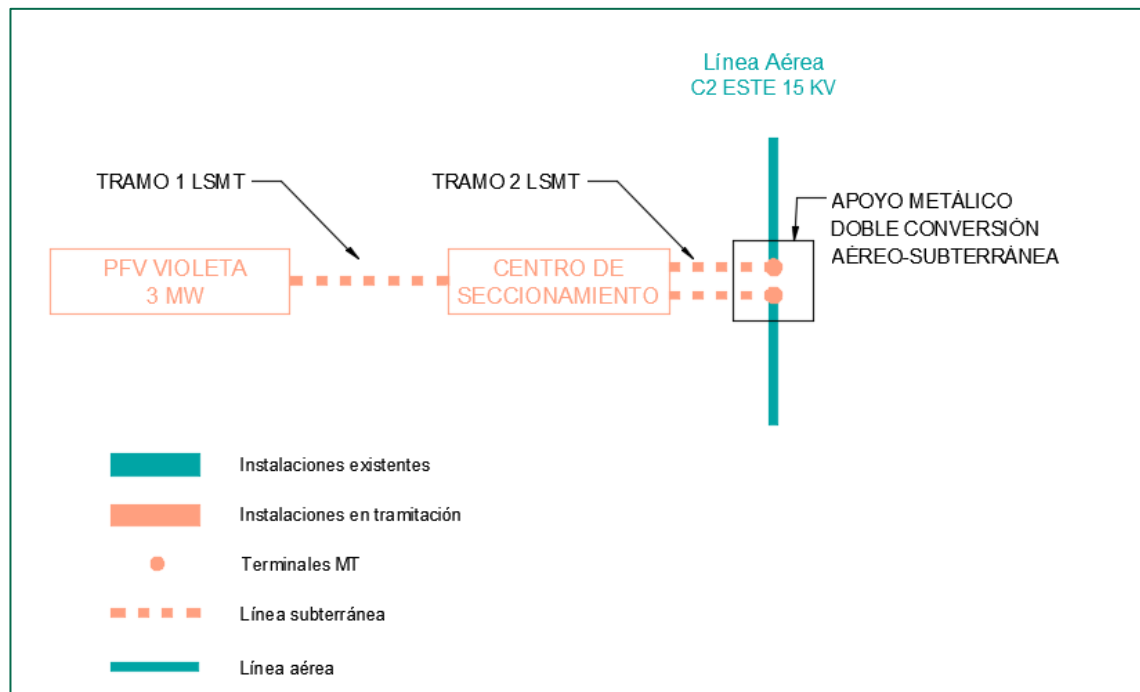 Línea Aérea
C2 ESTE 15 KV
TRAMO 1 LSMT
TRAMO 2 LSMT
APOYO METÁLICO
DOBLE CONVERSIÓN
AÉREO-SUBTERRÁNEA
PFV VIOLETA
3 MW
CENTRO DE
SECCIONAMIENTO
Instalaciones existentes
Instalaciones en tramitación
Terminales MT
Línea subterránea
Línea aérea